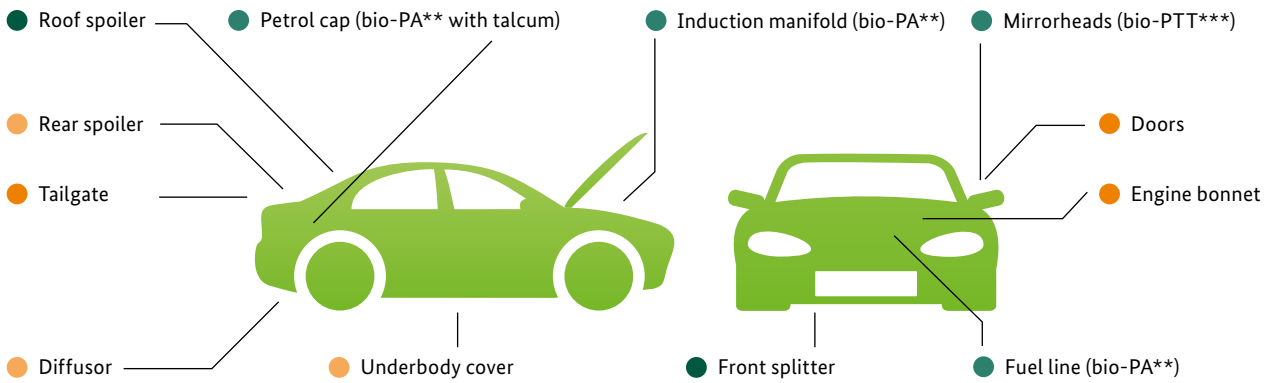 Roof spoiler
Petrol cap (bio-PA** with talcum)
Induction manifold (bio-PA**)
Mirrorheads (bio-PTT***)
Rear spoiler
Doors
Tailgate
Engine bonnet
Diffusor
Underbody cover
Front splitter
Fuel line (bio-PA**)